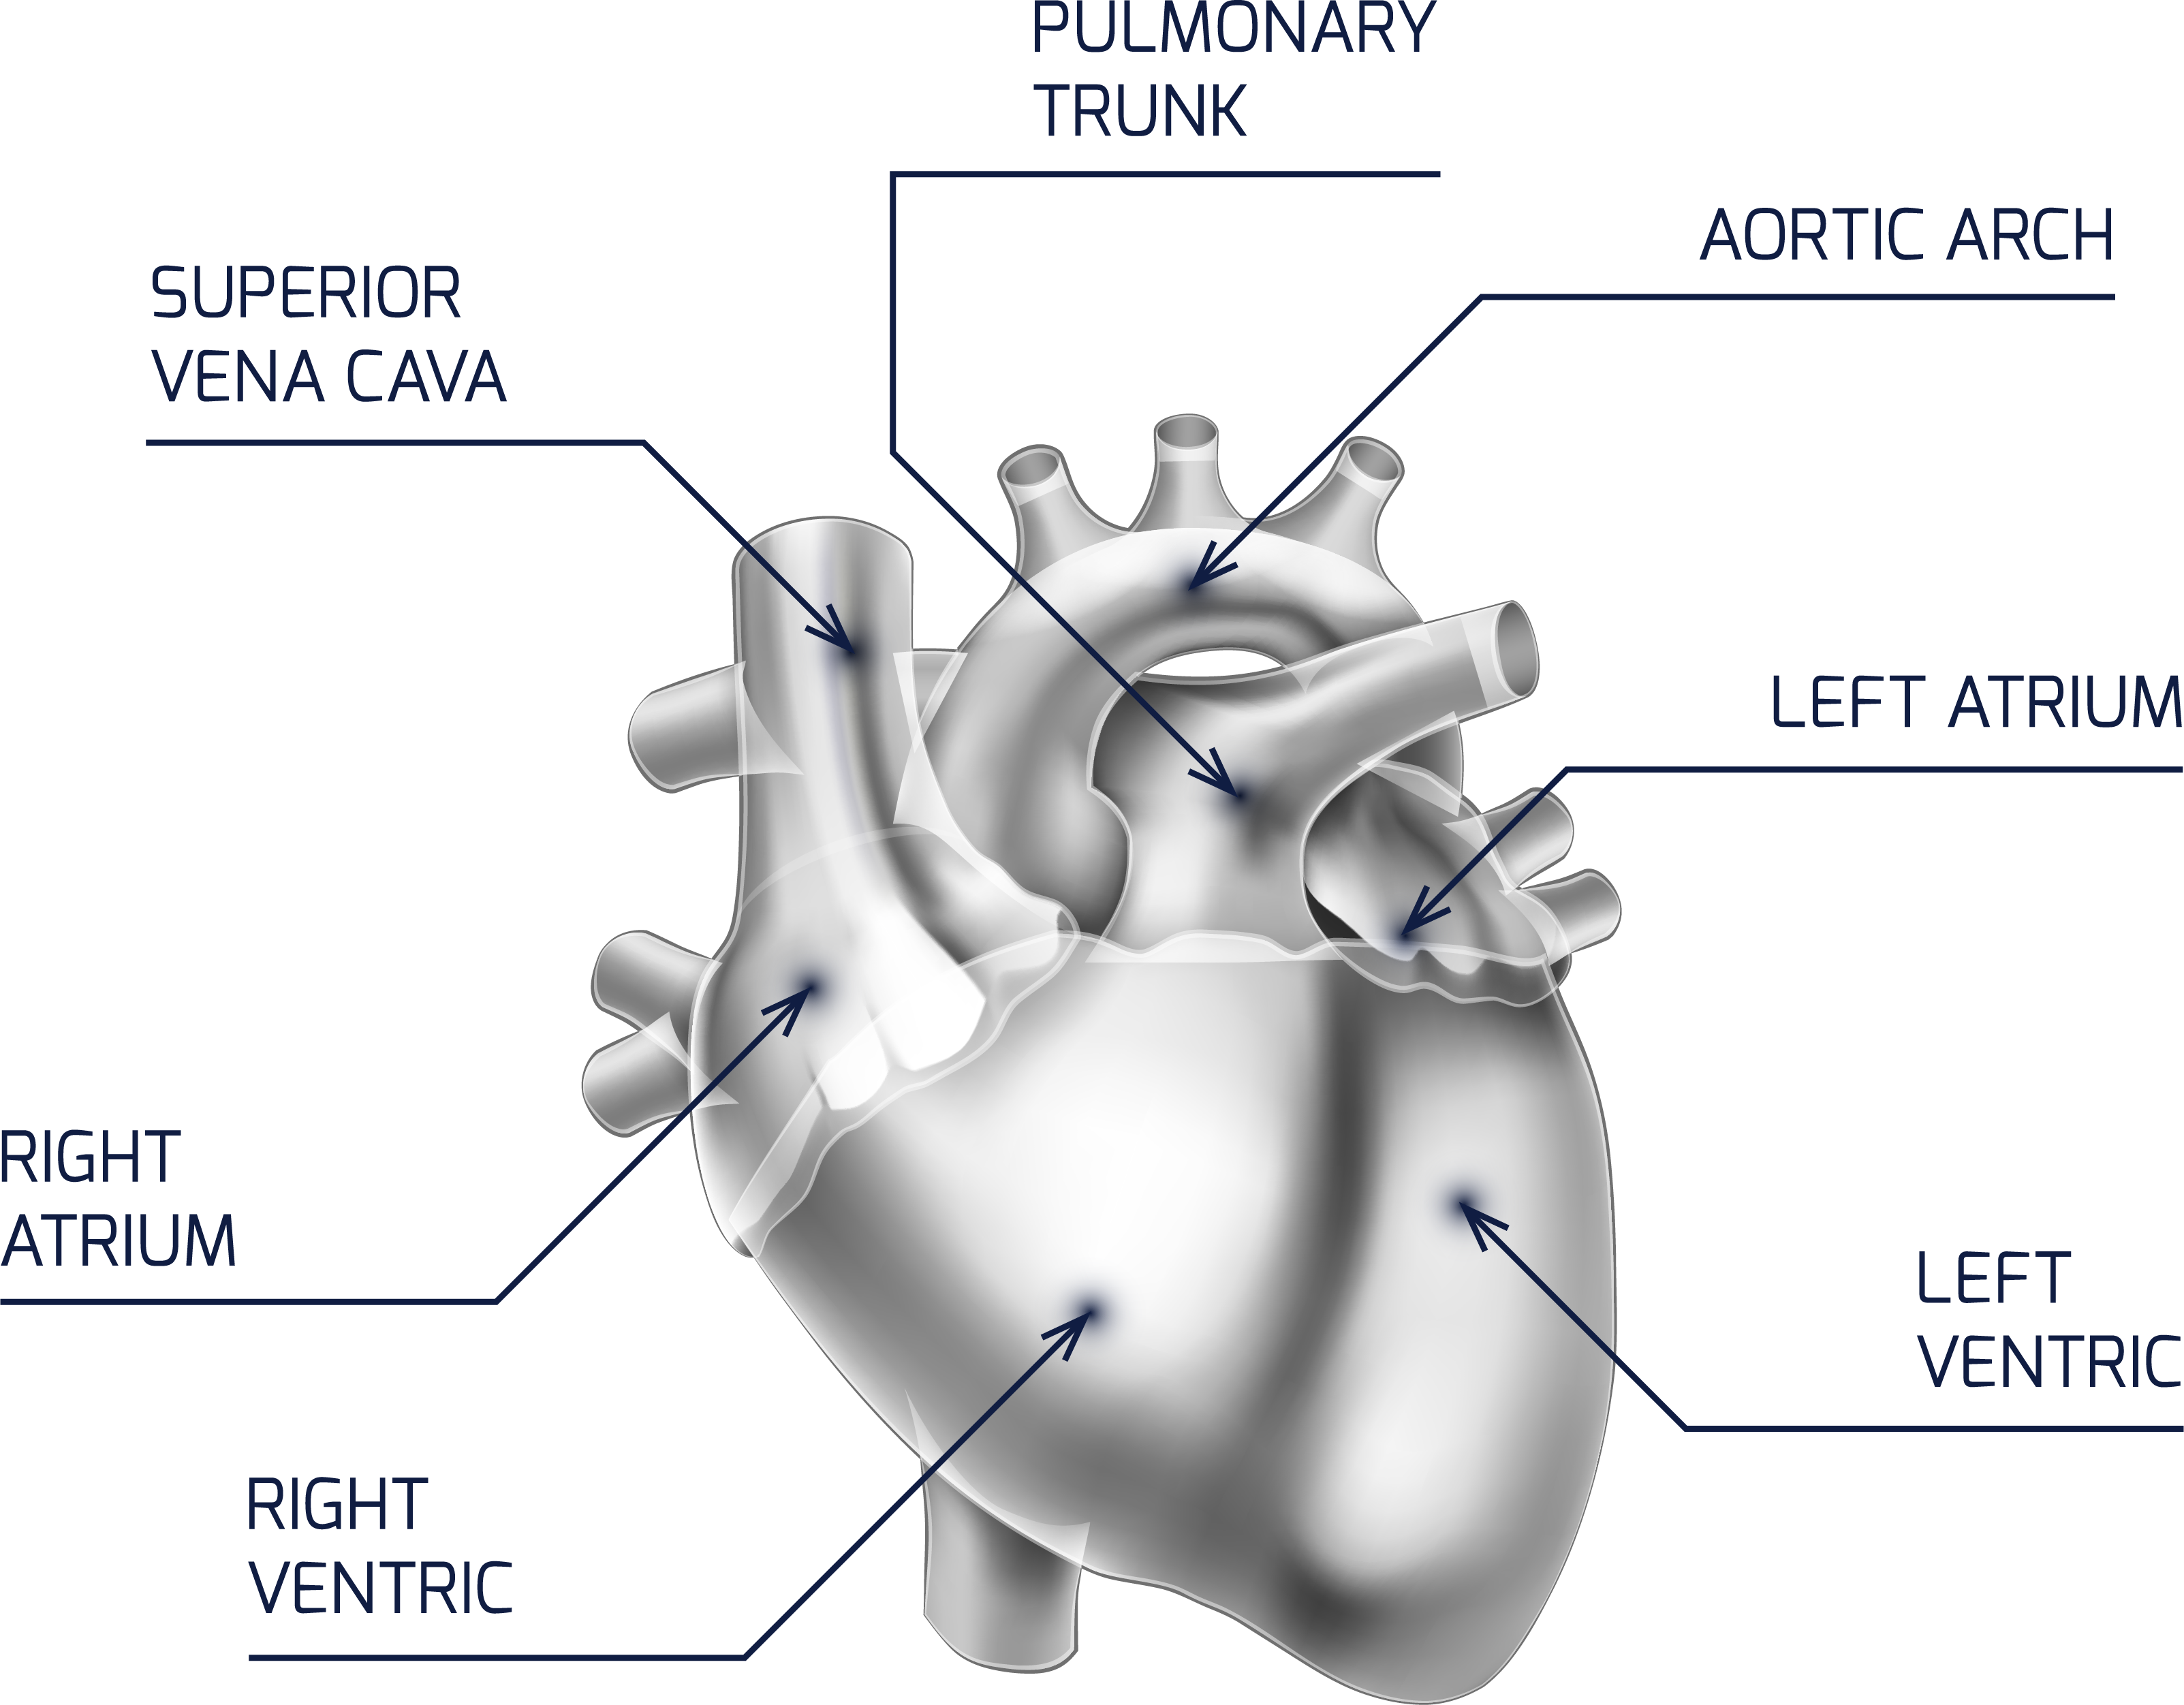 PULMONARY
TRUNK
AORTIC ARCH
SUPERIOR
VENA CAVA
LEFT ATRIUM
RIGHT
ATRIUM
LEFT
VENTRIC
RIGHT
VENTRIC